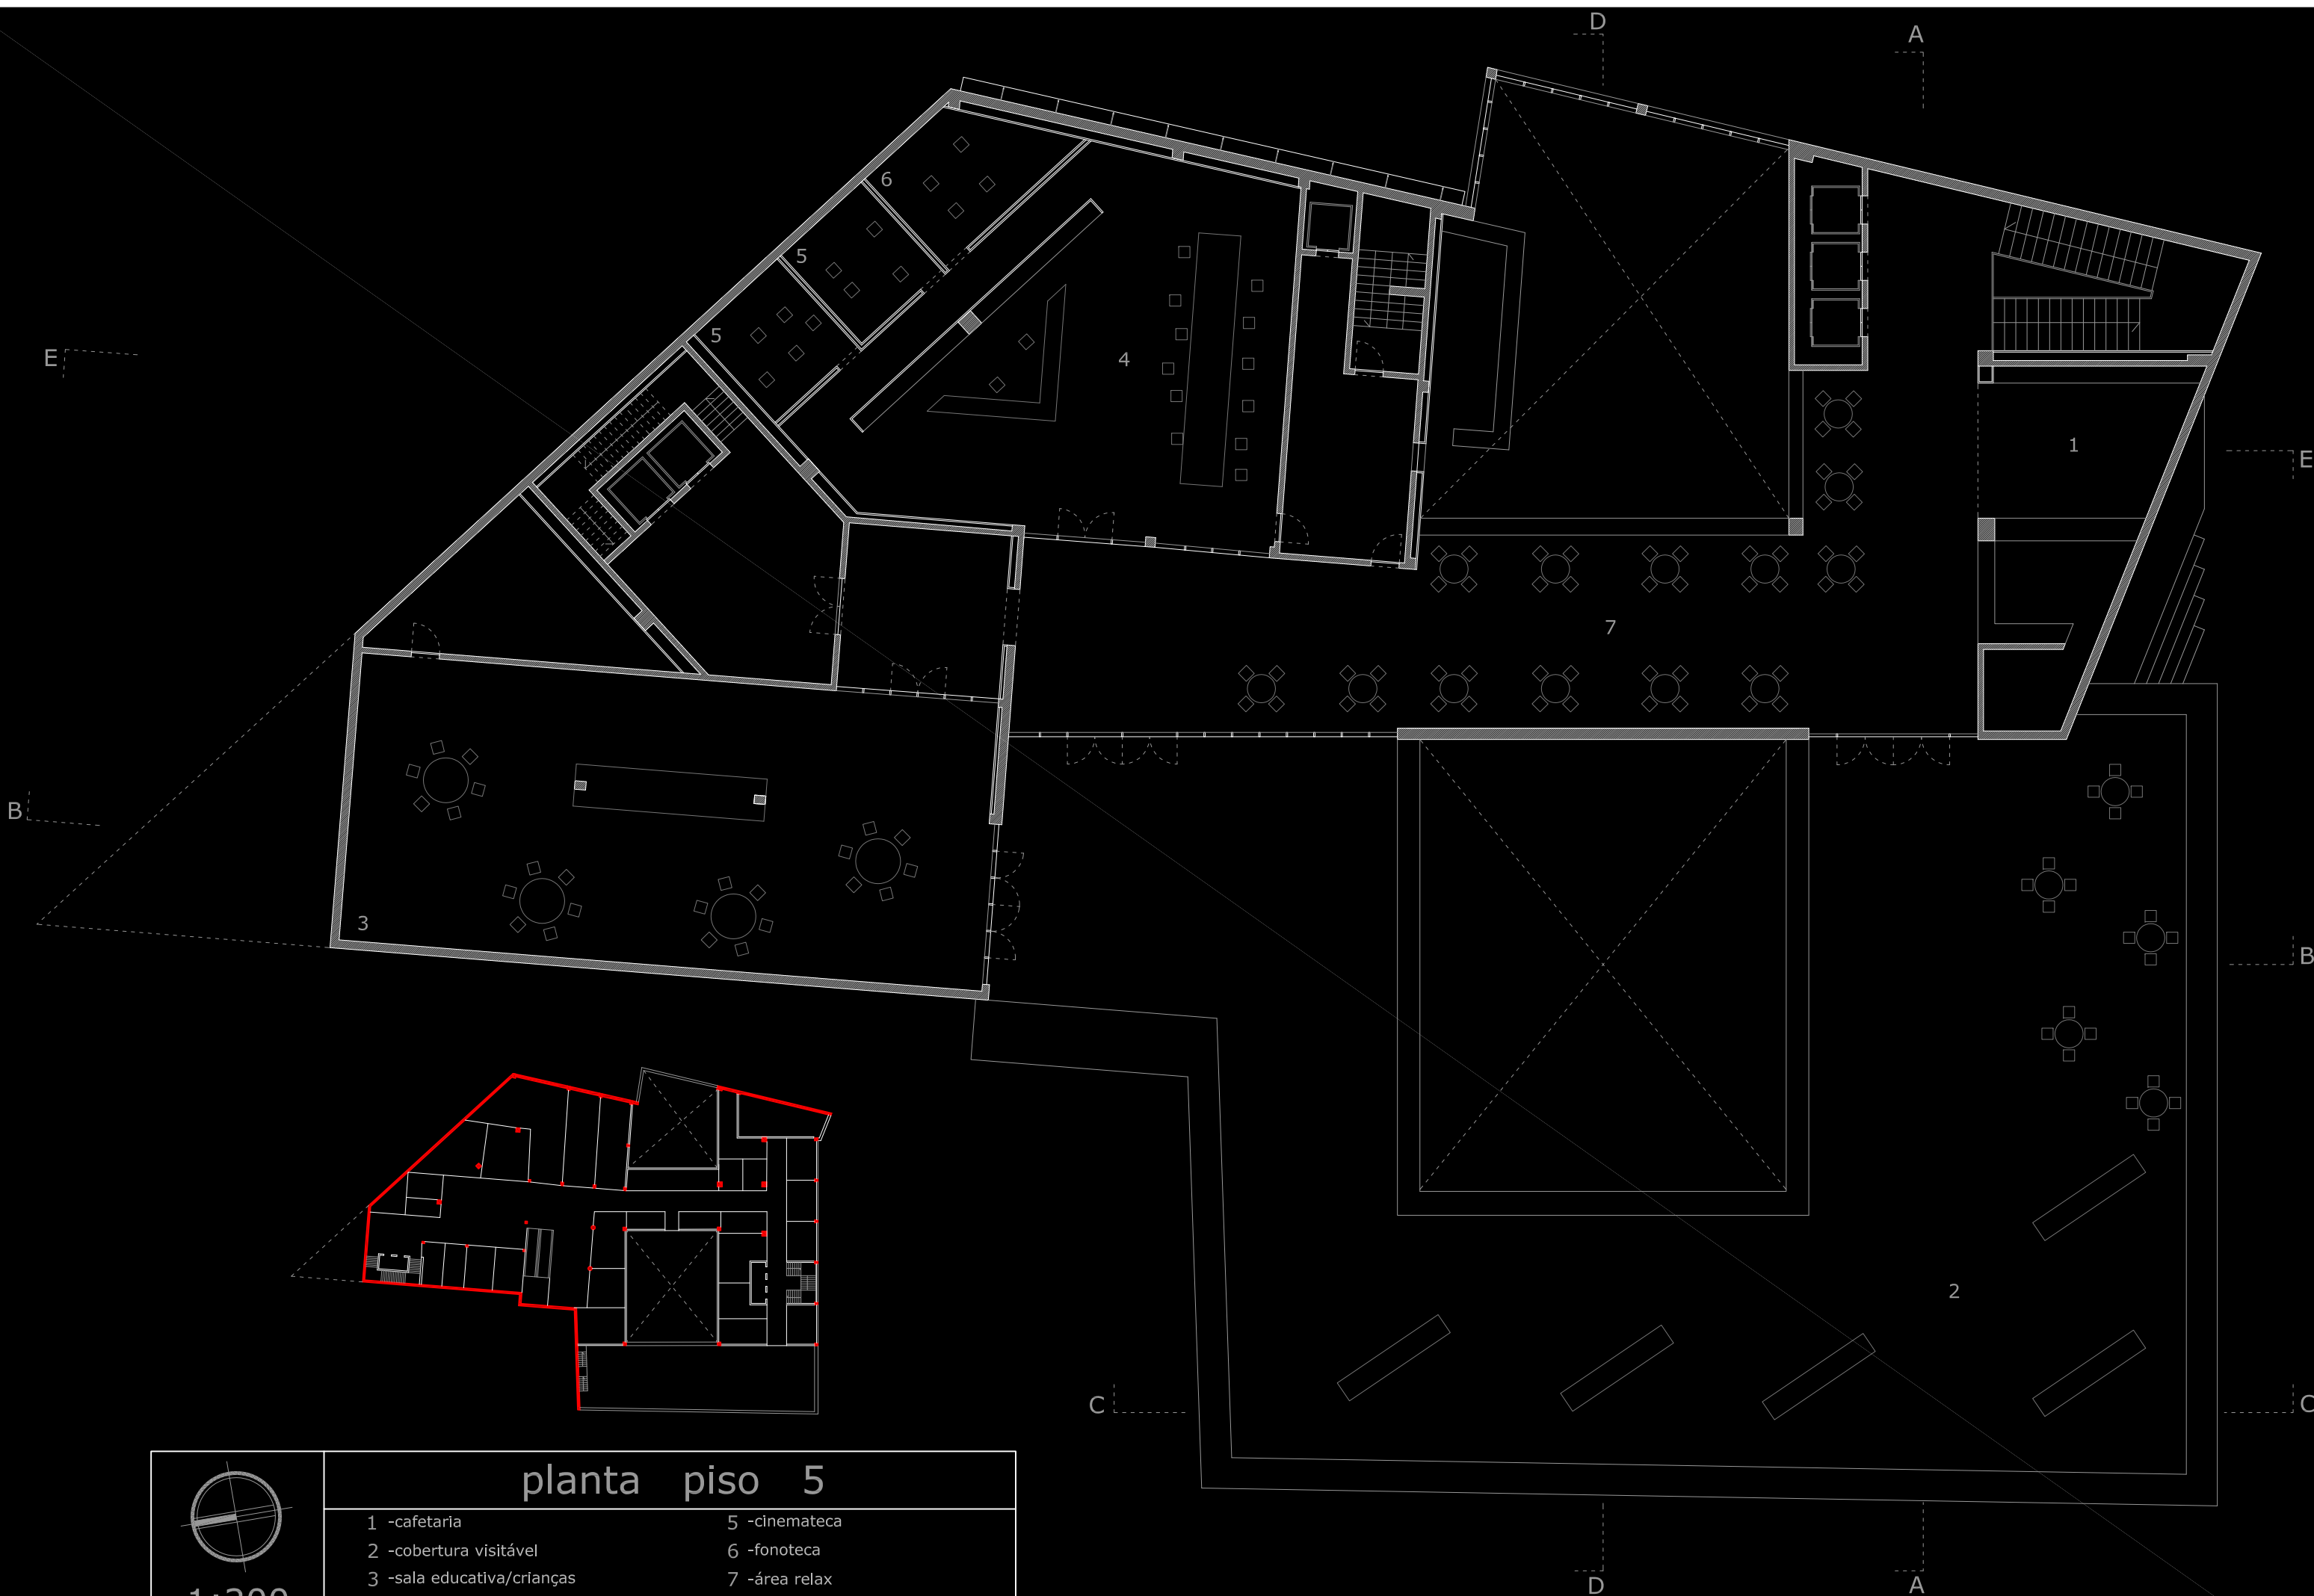 D
A
6
5
5
4
E
1
E
7
B
3
B
2
C
C
planta piso 5
1 -cafetaria
2 -cobertura visitável
3 -sala educativa/crianças
5 -cinemateca
6 -fonoteca
7 -área relax
D
A